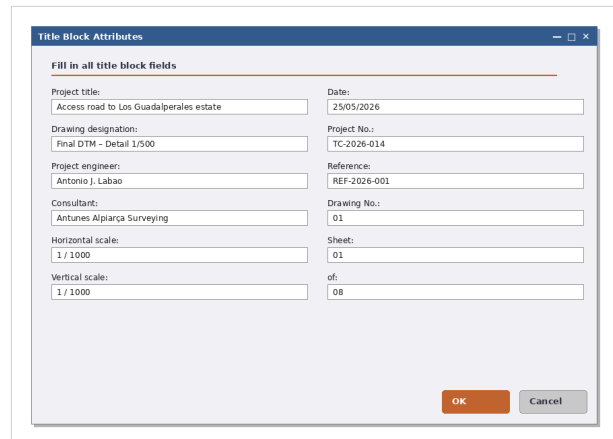 Title Block Attributes
Fill in all title block fields
Project title:
Access road to Los Guadalperales estate
Date:
25/05/2026
Drawing designation:
Final DTM – Detail 1/500
Project No.:
TC-2026-014
Project engineer:
Antonio J. Labao
Reference:
REF-2026-001
Consultant:
Antunes Alpiarça Surveying
Drawing No.:
01
Horizontal scale:
1 / 1000
Sheet:
01
Vertical scale:
1 / 1000
of:
08
OK
Cancel